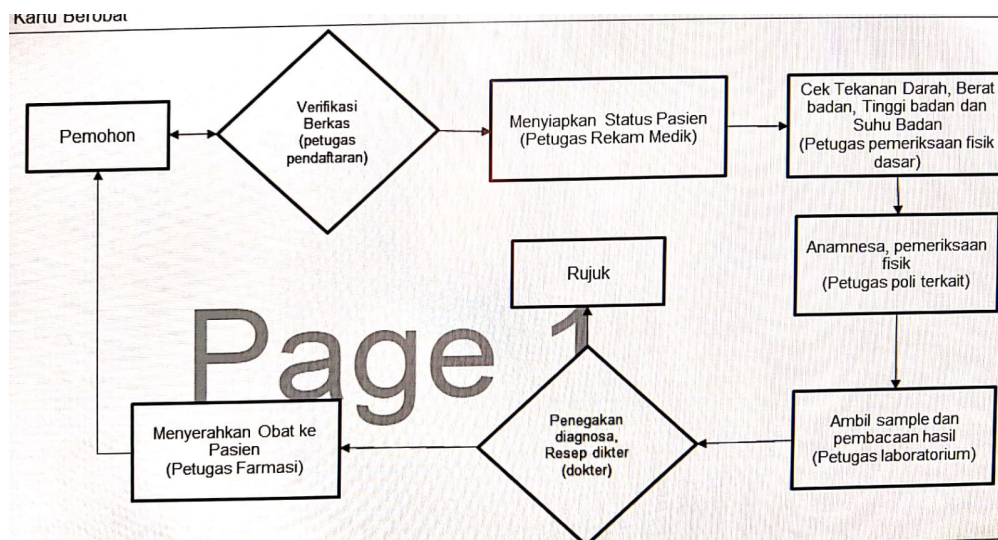 Kartu Berobat
Pemohon
Verifikasi
Berkas
(petugas
pendaftaran)
Menyiapkan Status Pasien
(Petugas Rekam Medik)
Cek Tekanan Darah, Berat
badan, Tinggi badan dan
Suhu Badan
(Petugas pemeriksaan fisik
dasar)
Anamnesa, pemeriksaan
fisik
(Petugas poli terkait)
Rujuk
Page 1
Menyerahkan Obat ke
Pasien
(Petugas Farmasi)
Penegakan
diagnosa,
Resep dikter
(dokter)
Ambil sample dan
pembacaan hasil
(Petugas laboratorium)